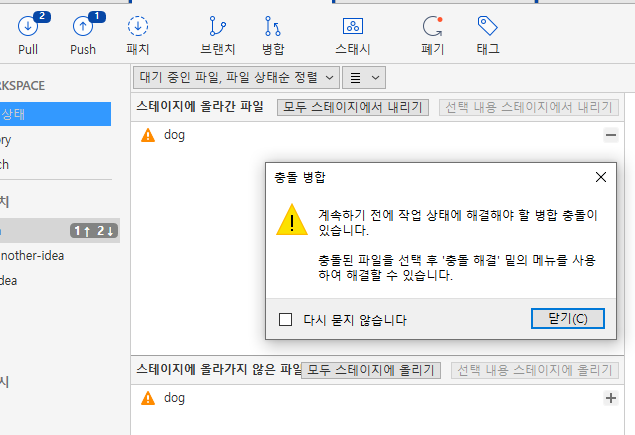 2
1
Pull
Push
패치
브랜치
병합
스태시
폐기
태그
ORKSPACE
상태
ry
ch
치
1↑ 2↓
nother-idea
dea
시
대기 중인 파일, 파일 상태순 정렬
스테이지에 올라간 파일
모두 스테이지에서 내리기
선택 내용 스테이지에서 내리기
dog
충돌 병합
계속하기 전에 작업 상태에 해결해야 할 병합 충돌이
있습니다.
충돌된 파일을 선택 후 '충돌 해결' 밑의 메뉴를 사용
하여 해결할 수 있습니다.
다시 묻지 않습니다
닫기(C)
스테이지에 올라가지 않은 파일
모두 스테이지에 올리기
선택 내용 스테이지에 올리기
dog